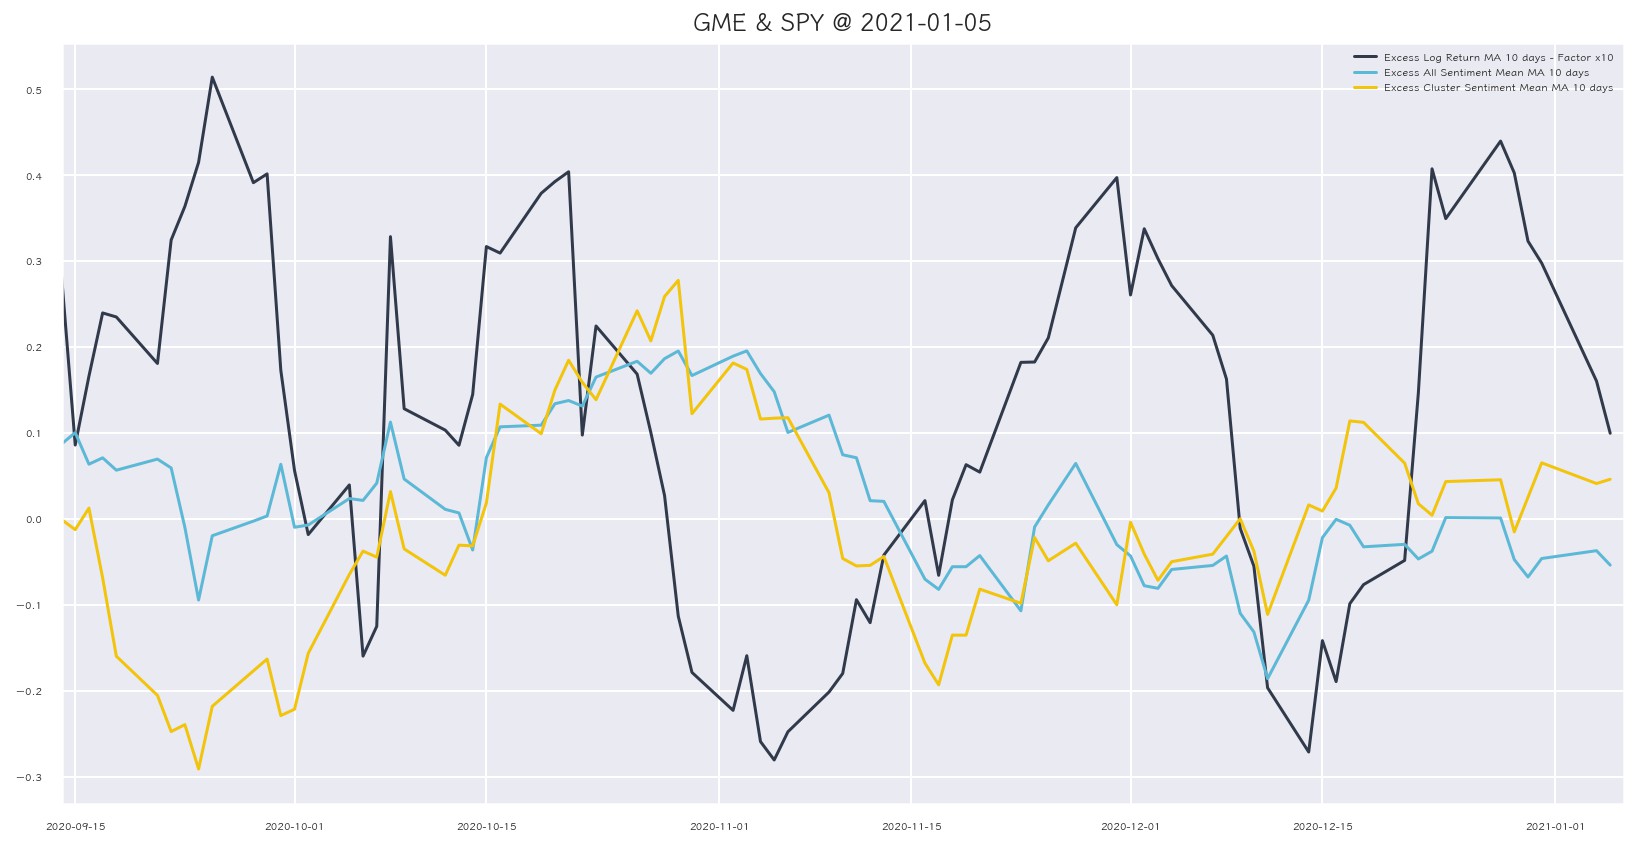 GME & SPY @ 2021-01-05
Excess Log Return MA 10 days - Factor x10
Excess All Sentiment Mean MA 10 days
Excess Cluster Sentiment Mean MA 10 days
0.5
0.4
0.3
0.2
0.1
0.0
−0.1
−0.2
−0.3
2020-09-15 2020-10-01 2020-10-15 2020-11-01 2020-11-15 2020-12-01 2020-12-15 2021-01-01